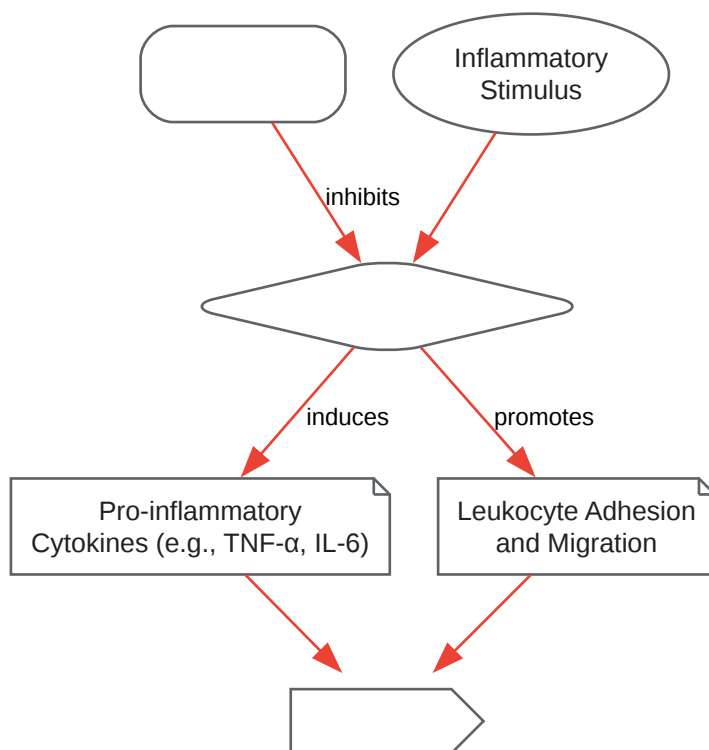 Inflammatory
Stimulus
inhibits
induces
promotes
Pro-inflammatory
Cytokines (e.g., TNF-α, IL-6)
Leukocyte Adhesion
and Migration